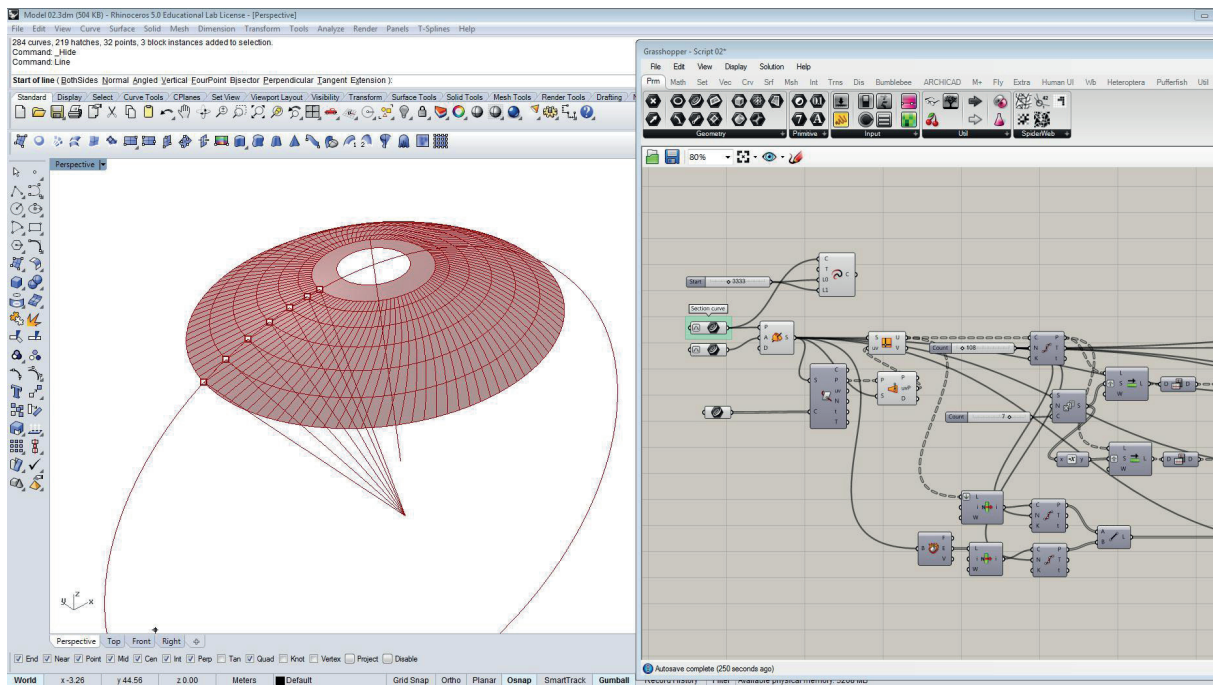 Model 02.3dm (504 KB) - Rhinoceros 5.0 Educational Lab License - [Perspective]
File Edit View Curve Surface Solid Mesh Dimension Transform Tools Analyze Render Panels T-Splines Help
284 curves, 219 hatches, 32 points, 3 block instances added to selection.
Command: _Hide
Command: Line
Start of line ( BothSides Normal Angled Vertical FourPoint Bisector Perpendicular Tangent Extension ):
Standard Display Select Curve Tools CPlanes Set View Viewport Layout Visibility Transform Surface Tools Solid Tools Mesh Tools Render Tools Drafting
Perspective
z
y
x
Perspective Top Front Right
End Near Point Mid Cen Int Perp Tan Quad Knot Vertex Project Disable
World x -3.26 y 44.56 z 0.00 Meters Default Grid Snap Ortho Planar Osnap SmartTrack Gumball
Grasshopper - Script 02*
File Edit View Display Solution Help
Prm Math Set Vec Crv Srf Msh Int Trns Dis Bumblebee ARCHICAD M+ Fly Extra Human UI Wb Heteroptera Pufferfish Util
Geometry Primitive Input Util SpiderWeb
80%
C
T
L0
L1
C
Start 3333
Section curve
P
A
D
S
S
uv
U
V
Count 108
C
N
K
P
T
t
L
S
W
L
D D
S
C
P
uv
N
t
T
C
P
S
P
uvP
D
S
N
C
S
Count 7
x y
L
S
W
L
D D
L
i
W
i
C
N
K
P
T
t
A
B
L
B
F
E
V
L
i
W
i
C
N
K
P
T
t
Autosave complete (250 seconds ago)